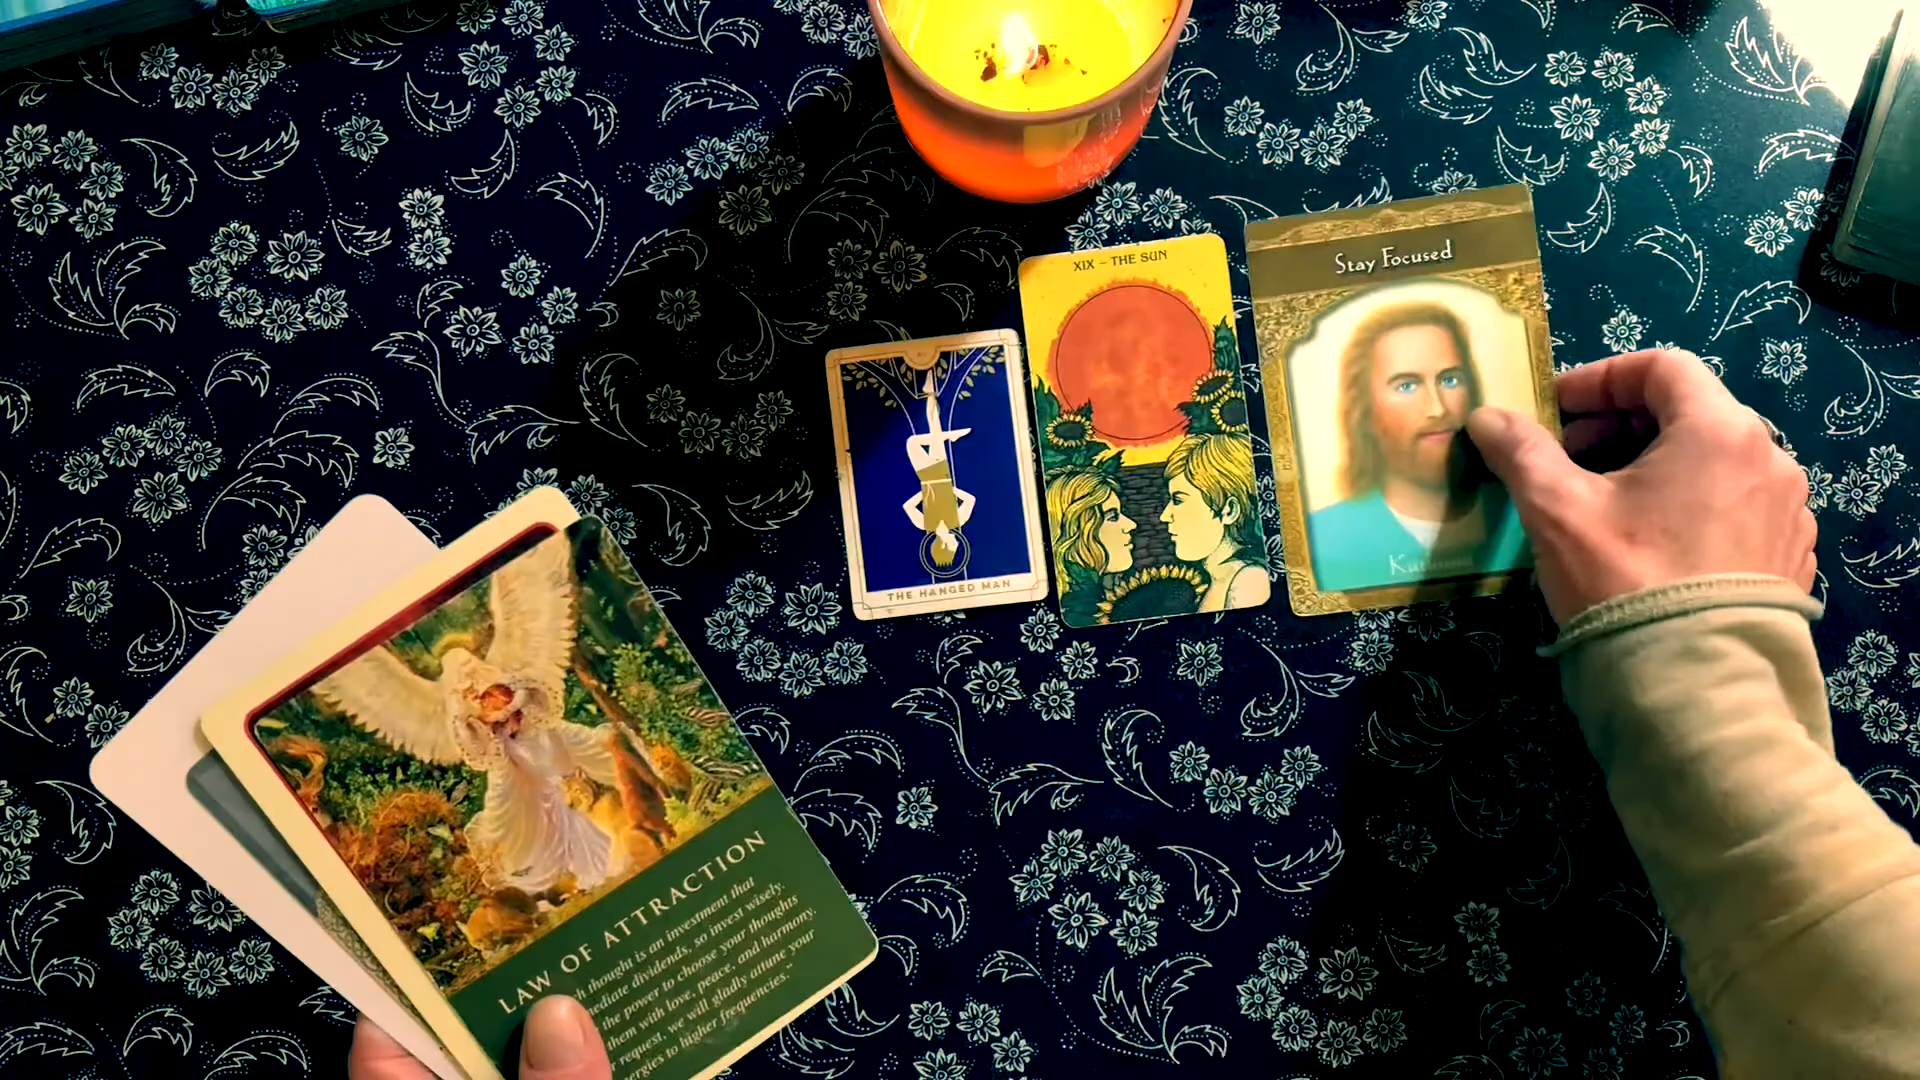 XIX – THE SUN
Stay Focused
THE HANGED MAN
LAW OF ATTRACTION
thought is an investment that
dividends, so invest wisely.
the power to choose your thoughts
them with love, peace, and harmony.
request, we will gladly attune your
to higher frequencies."